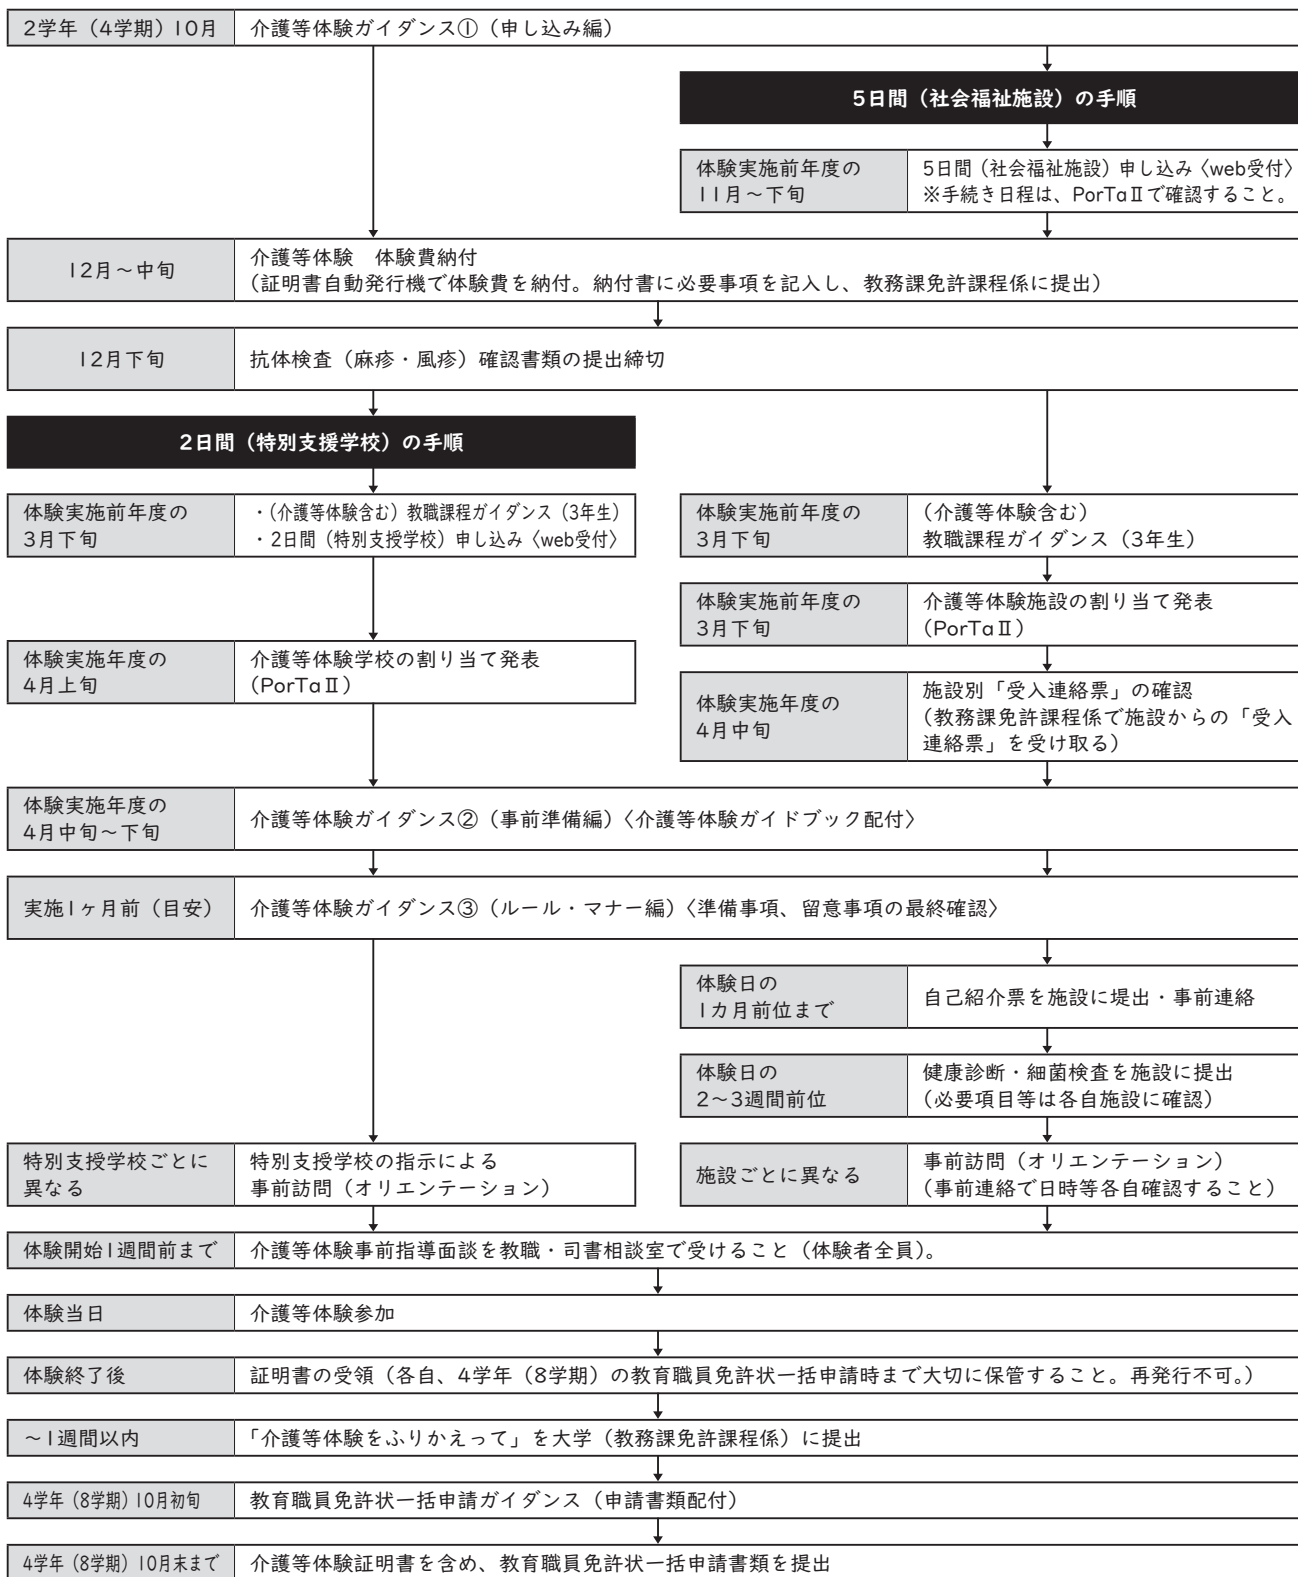 2学年（4学期）10月
介護等体験ガイダンス①（申し込み編）
5日間（社会福祉施設）の手順
体験実施前年度の
11月～下旬
5日間（社会福祉施設）申し込み〈web受付〉
※手続き日程は、PorTaⅡで確認すること。
12月～中旬
介護等体験　体験費納付
（証明書自動発行機で体験費を納付。納付書に必要事項を記入し、教務課免許課程係に提出）
12月下旬
抗体検査（麻疹・風疹）確認書類の提出締切
2日間（特別支援学校）の手順
体験実施前年度の
3月下旬
・（介護等体験含む）教職課程ガイダンス（3年生）
・2日間（特別支援学校）申し込み〈web受付〉
体験実施年度の
4月上旬
介護等体験学校の割り当て発表
（PorTaⅡ）
体験実施前年度の
3月下旬
（介護等体験含む）
教職課程ガイダンス（3年生）
体験実施前年度の
3月下旬
介護等体験施設の割り当て発表
（PorTaⅡ）
体験実施年度の
4月中旬
施設別「受入連絡票」の確認
（教務課免許課程係で施設からの「受入
連絡票」を受け取る）
体験実施年度の
4月中旬～下旬
介護等体験ガイダンス②（事前準備編）〈介護等体験ガイドブック配付〉
実施1ヶ月前（目安）
介護等体験ガイダンス③（ルール・マナー編）〈準備事項、留意事項の最終確認〉
体験日の
1カ月前位まで
自己紹介票を施設に堤出・事前連絡
体験日の
2～3週間前位
健康診断・細菌検査を施設に提出
（必要項目等は各自施設に確認）
特別支授学校ごとに
異なる
特別支授学校の指示による
事前訪問（オリエンテーション）
施設ごとに異なる
事前訪問（オリエンテーション）
（事前連絡で日時等各自確認すること）
体験開始1週間前まで
介護等体験事前指導面談を教職・司書相談室で受けること（体験者全員）。
体験当日
介護等体験参加
体験終了後
証明書の受領（各自、4学年（8学期）の教育職員免許状一括申請時まで大切に保管すること。再発行不可。）
～1週間以内
「介護等体験をふりかえって」を大学（教務課免許課程係）に提出
4学年（8学期）10月初旬
教育職員免許状一括申請ガイダンス（申請書類配付）
4学年（8学期）10月末まで
介護等体験証明書を含め、教育職員免許状一括申請書類を提出